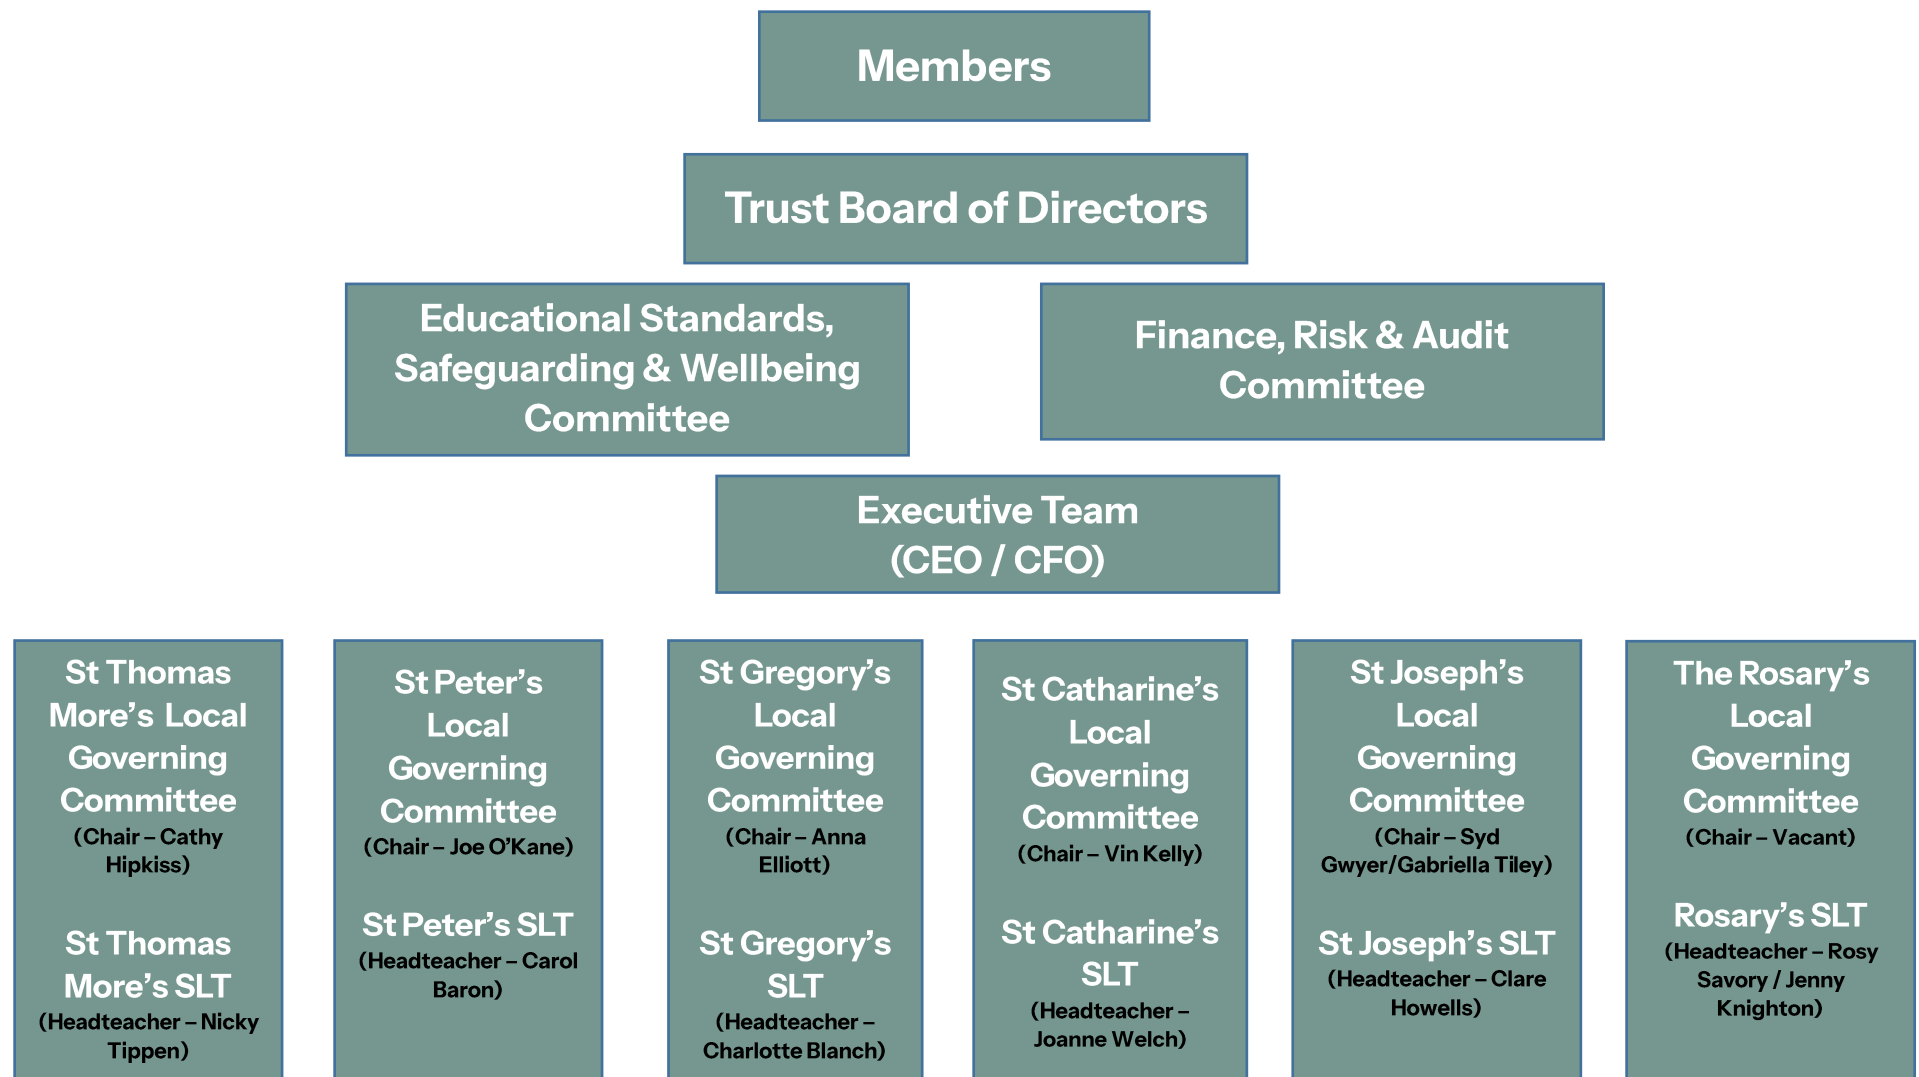 Members
Trust Board of Directors
Educational Standards,
Safeguarding & Wellbeing
Committee
Finance, Risk & Audit
Committee
Executive Team
(CEO / CFO)
St Thomas
More’s Local
Governing
Committee
(Chair – Cathy
Hipkiss)
St Thomas
More’s SLT
(Headteacher – Nicky
Tippen)
St Peter’s
Local
Governing
Committee
(Chair – Joe O’Kane)
St Peter’s SLT
(Headteacher – Carol
Baron)
St Gregory’s
Local
Governing
Committee
(Chair – Anna
Elliott)
St Gregory’s
SLT
(Headteacher –
Charlotte Blanch)
St Catharine’s
Local
Governing
Committee
(Chair – Vin Kelly)
St Catharine’s
SLT
(Headteacher –
Joanne Welch)
St Joseph’s
Local
Governing
Committee
(Chair – Syd
Gwyer/Gabriella Tiley)
St Joseph’s SLT
(Headteacher – Clare
Howells)
The Rosary’s
Local
Governing
Committee
(Chair – Vacant)
Rosary’s SLT
(Headteacher – Rosy
Savory / Jenny
Knighton)